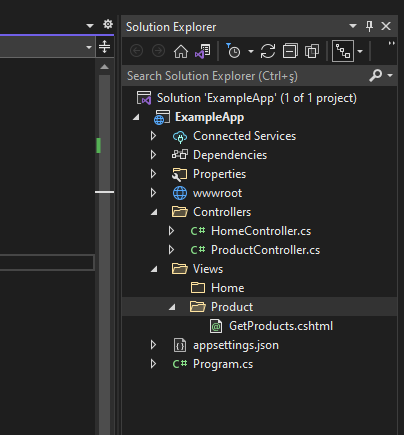 Solution Explorer
Search Solution Explorer (Ctrl+ş)
Solution 'ExampleApp' (1 of 1 project)
ExampleApp
Connected Services
Dependencies
Properties
wwwroot
Controllers
C# HomeController.cs
C# ProductController.cs
Views
Home
Product
@ GetProducts.cshtml
appsettings.json
C# Program.cs